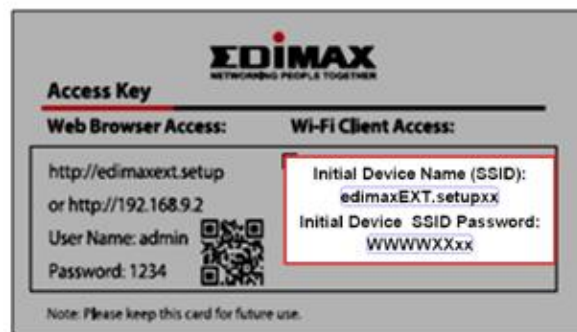 EDIMAX
NETWORKING PEOPLE TOGETHER
Access Key
Web Browser Access:
http://edimaxext.setup
or http://192.168.9.2
User Name: admin
Password: 1234
Wi-Fi Client Access:
Initial Device Name (SSID):
edimaxEXT.setupxx
Initial Device SSID Password:
WWWWXXxx
Note: Please keep this card for future use.